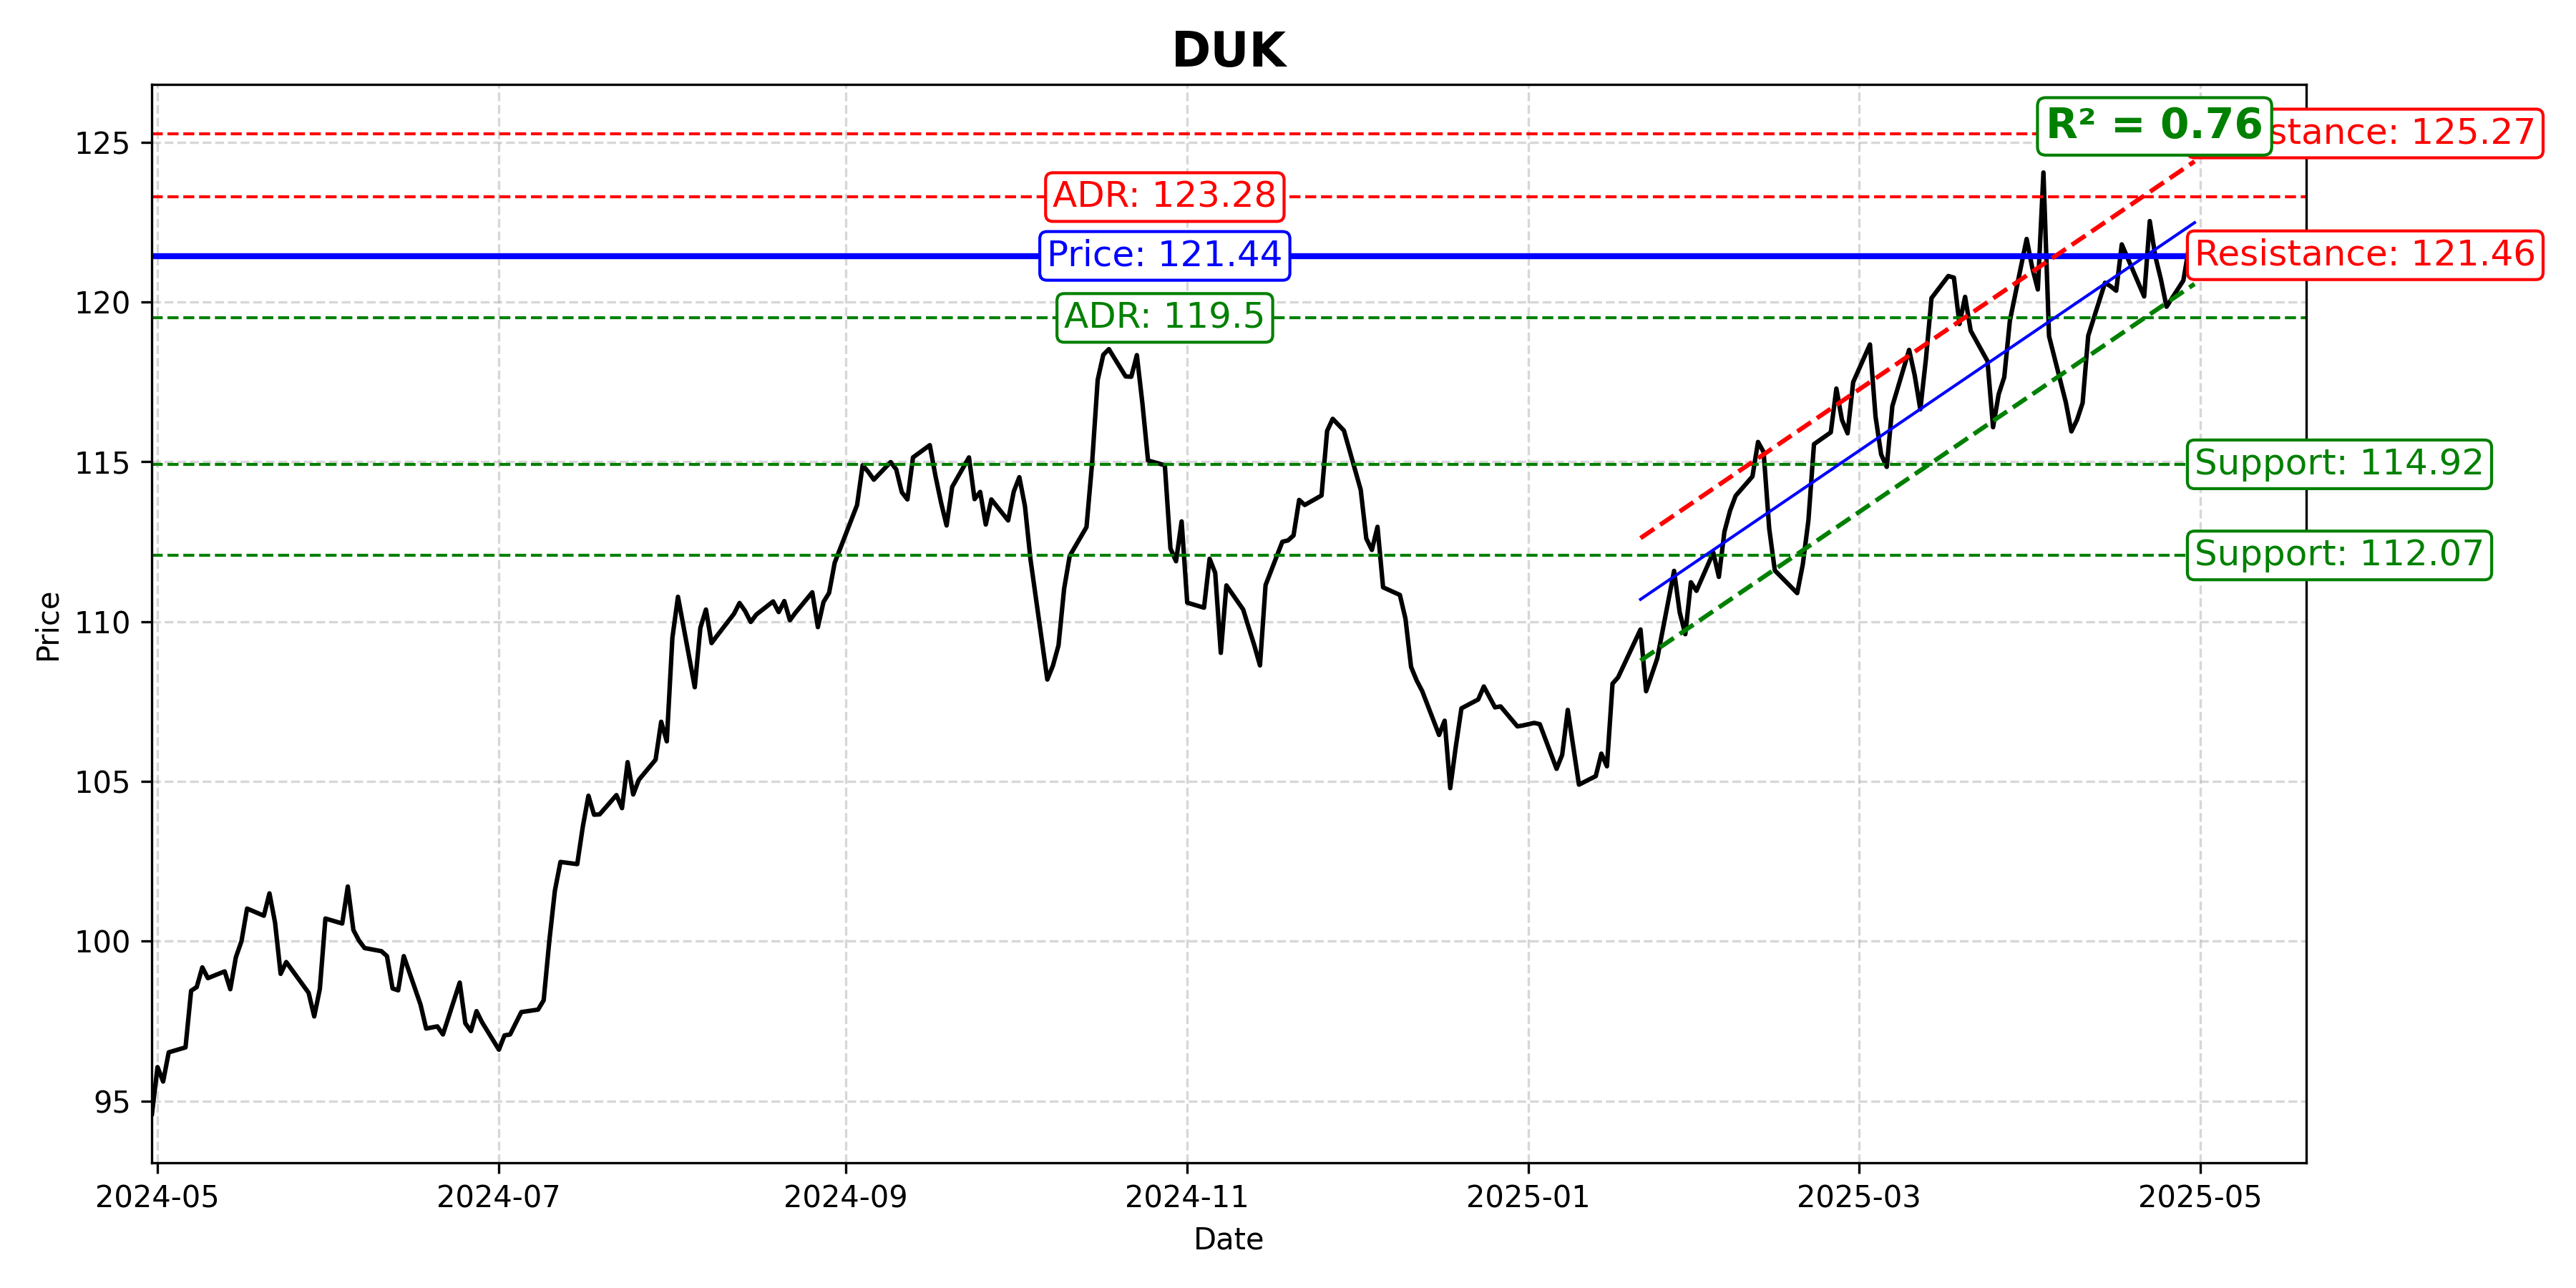 DUK
R² = 0.76
stance: 125.27
ADR: 123.28
Price: 121.44
Resistance: 121.46
ADR: 119.5
Support: 114.92
Support: 112.07
125
120
115
110
105
100
95
Price
2024-05
2024-07
2024-09
2024-11
2025-01
2025-03
2025-05
Date